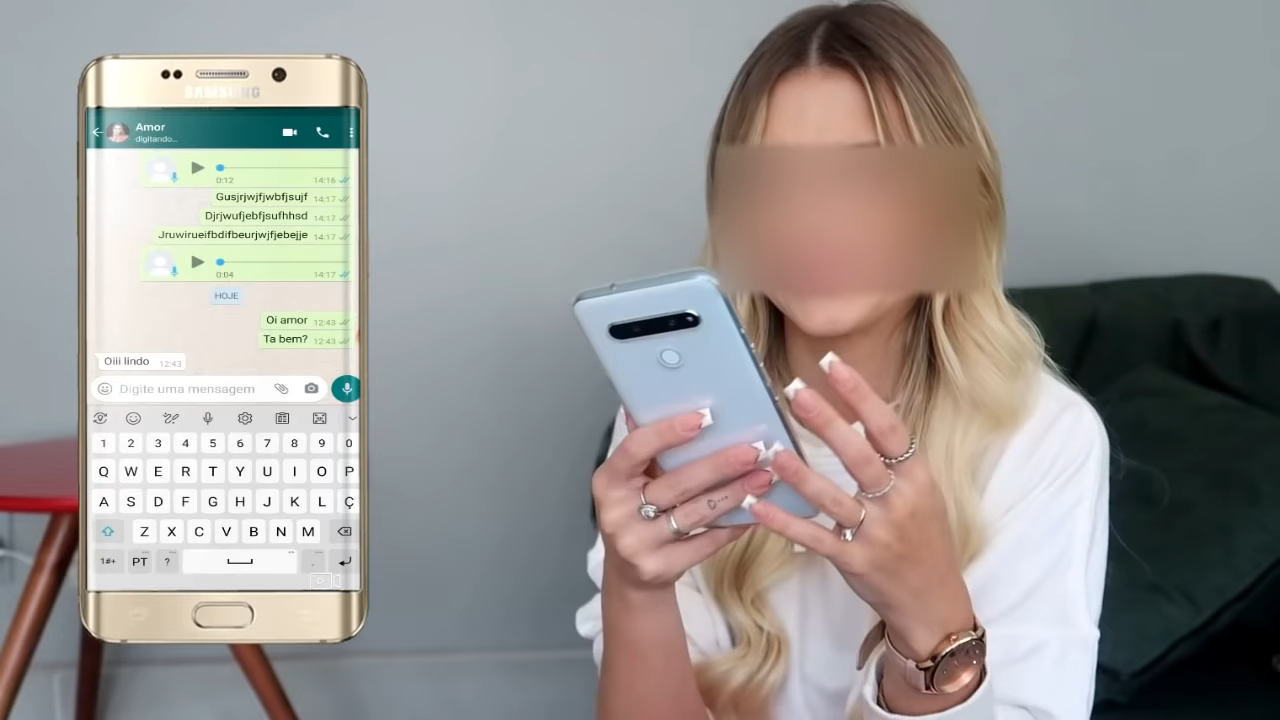 SAMSUNG
Amor
digitando...
0:12 14:16
Gusjrjwjfjwbfjsujf 14:17
Djrjwufjebfjsufhhsd 14:17
Jruwirueifbdifbeurjwjfjebejje 14:17
0:04 14:17
HOJE
Oi amor 12:43
Ta bem? 12:43
Oiii lindo 12:43
Digite uma mensagem
1 2 3 4 5 6 7 8 9 0
Q W E R T Y U I O P
A S D F G H J K L Ç
Z X C V B N M
1#+ PT ? .